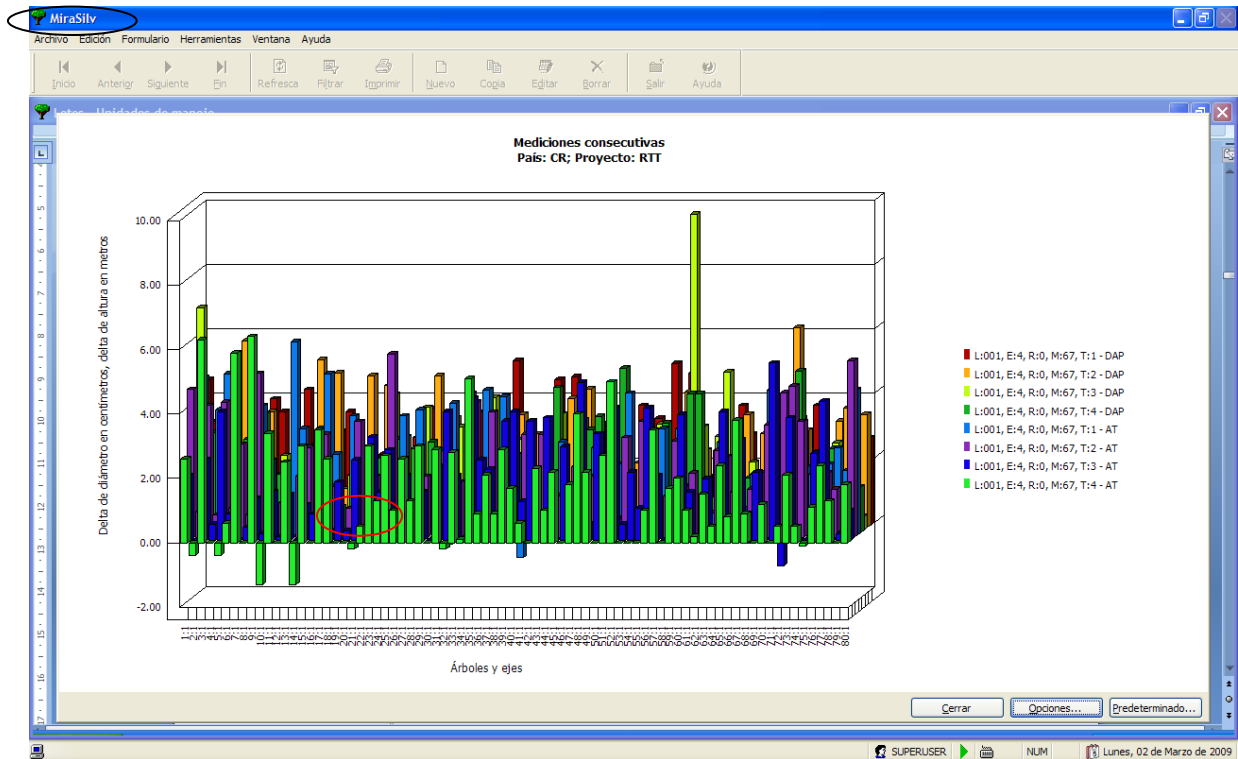 MiraSilv
Archivo Edición Formulario Herramientas Ventana Ayuda
Inicio Anterior Siguiente Fin Refresca Filtrar Imprimir Nuevo Copia Editar Borrar Salir Ayuda
Lotes - Unidades de manejo
Mediciones consecutivas
País: CR; Proyecto: RTT
Delta de diámetro en centímetros, delta de altura en metros
10.00
8.00
6.00
4.00
2.00
0.00
-2.00
Árboles y ejes
L:001, E:4, R:0, M:67, T:1 - DAP
L:001, E:4, R:0, M:67, T:2 - DAP
L:001, E:4, R:0, M:67, T:3 - DAP
L:001, E:4, R:0, M:67, T:4 - DAP
L:001, E:4, R:0, M:67, T:1 - AT
L:001, E:4, R:0, M:67, T:2 - AT
L:001, E:4, R:0, M:67, T:3 - AT
L:001, E:4, R:0, M:67, T:4 - AT
Cerrar Opciones... Predeterminado...
SUPERUSER NUM Lunes, 02 de Marzo de 2009